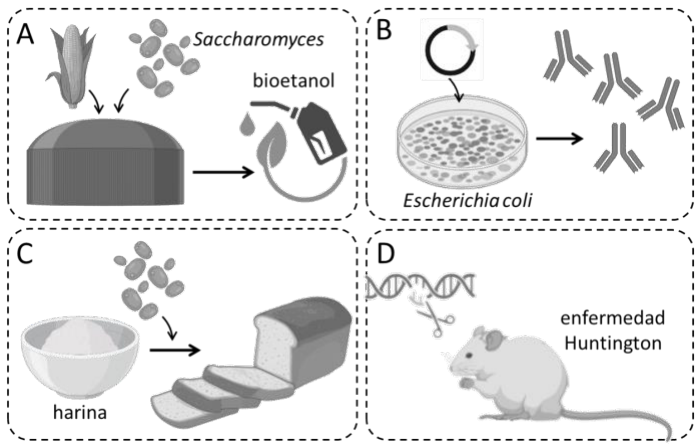 A
Saccharomyces
bioetanol
B
Escherichia coli
C
harina
D
enfermedad
Huntington